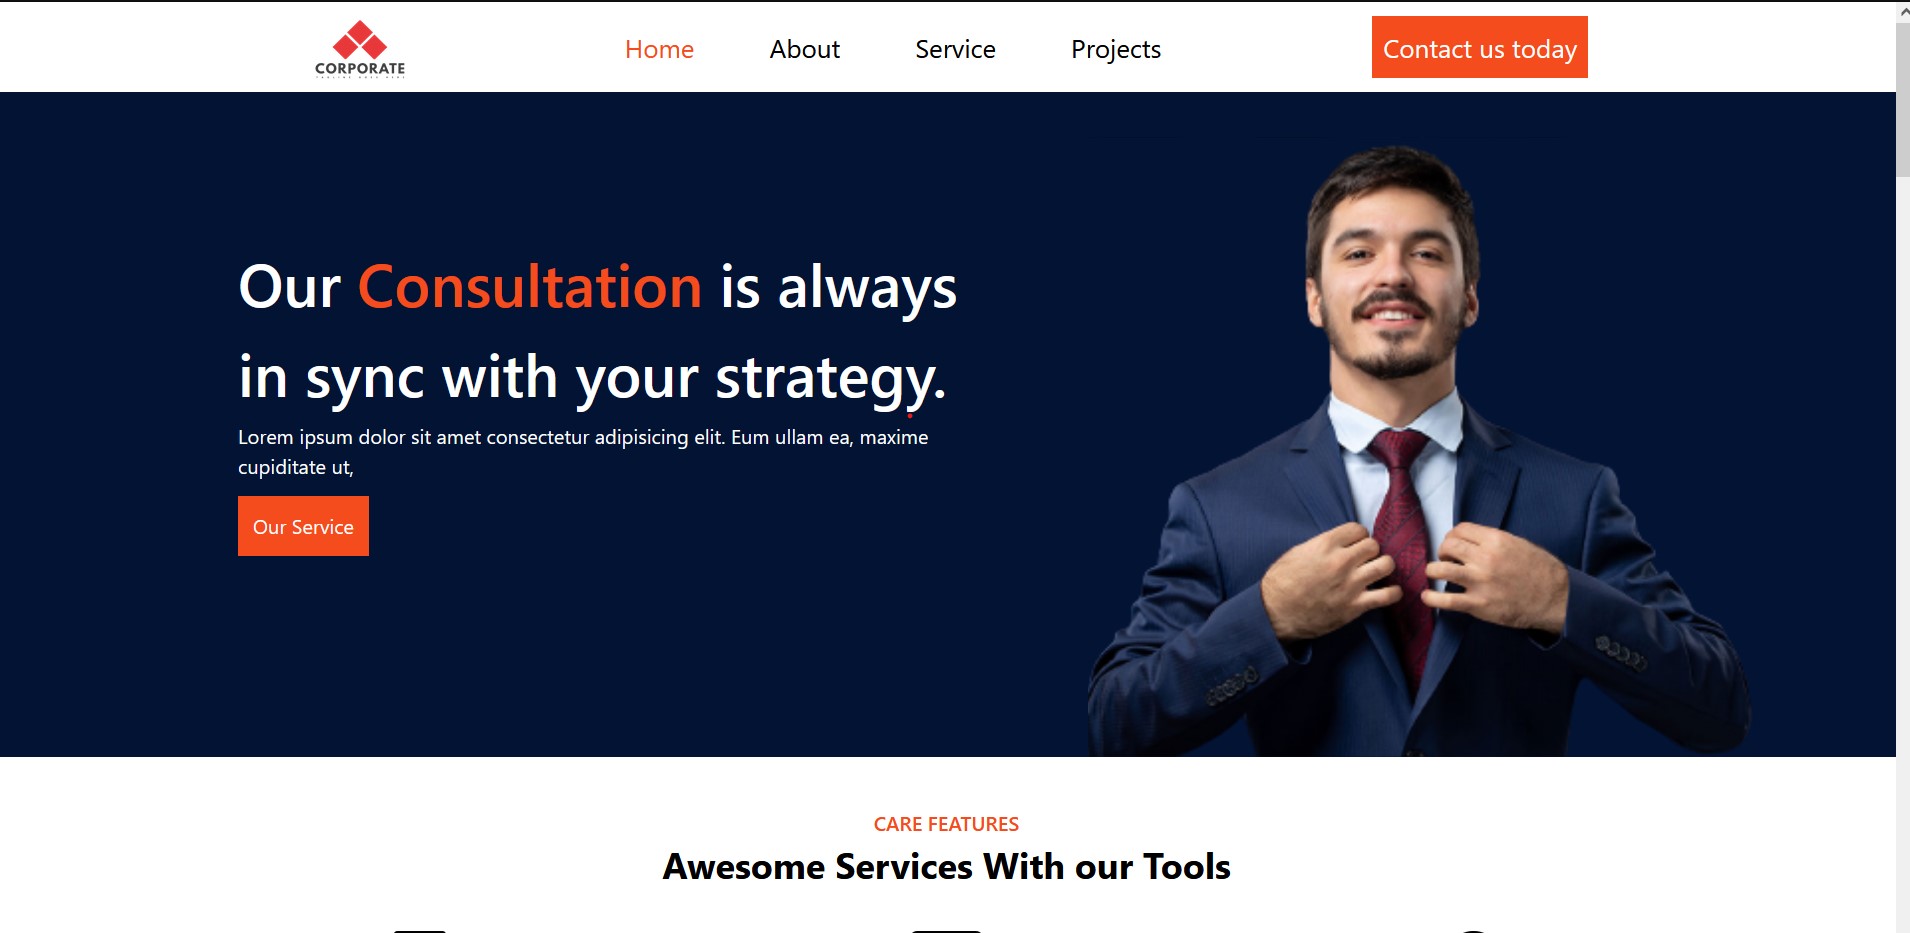 CORPORATE
Home
About
Service
Projects
Contact us today
Our Consultation is always
in sync with your strategy.
Lorem ipsum dolor sit amet consectetur adipisicing elit. Eum ullam ea, maxime
cupiditate ut,
Our Service
CARE FEATURES
Awesome Services With our Tools